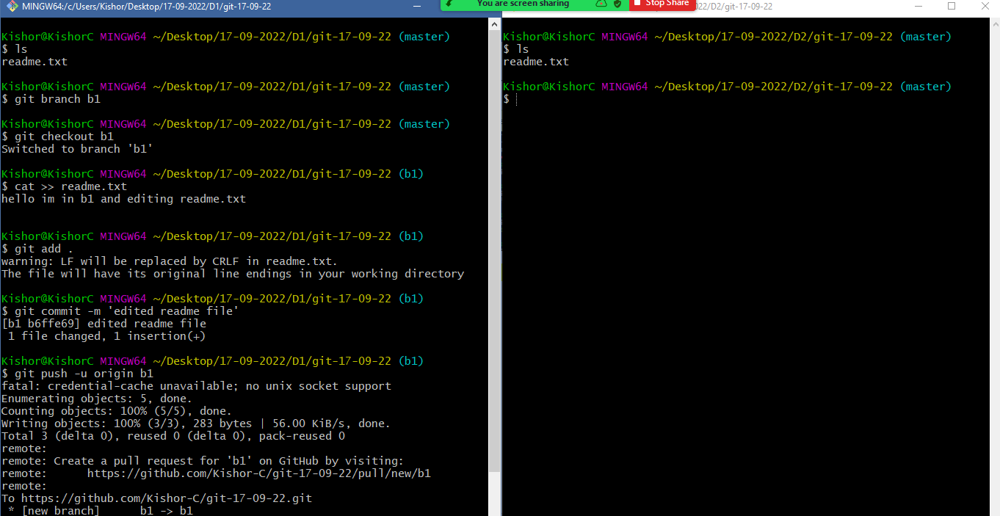 MINGW64:/c/Users/Kishor/Desktop/17-09-2022/D1/git-17-09-22
You are screen sharing
Stop Share
/D2/git-17-09-22
Kishor@KishorC MINGW64 ~/Desktop/17-09-2022/D1/git-17-09-22 (master)
$ ls
readme.txt
Kishor@KishorC MINGW64 ~/Desktop/17-09-2022/D1/git-17-09-22 (master)
$ git branch b1
Kishor@KishorC MINGW64 ~/Desktop/17-09-2022/D1/git-17-09-22 (master)
$ git checkout b1
Switched to branch 'b1'
Kishor@KishorC MINGW64 ~/Desktop/17-09-2022/D1/git-17-09-22 (b1)
$ cat >> readme.txt
hello im in b1 and editing readme.txt
Kishor@KishorC MINGW64 ~/Desktop/17-09-2022/D1/git-17-09-22 (b1)
$ git add .
warning: LF will be replaced by CRLF in readme.txt.
The file will have its original line endings in your working directory
Kishor@KishorC MINGW64 ~/Desktop/17-09-2022/D1/git-17-09-22 (b1)
$ git commit -m 'edited readme file'
[b1 b6ffe69] edited readme file
 1 file changed, 1 insertion(+)
Kishor@KishorC MINGW64 ~/Desktop/17-09-2022/D1/git-17-09-22 (b1)
$ git push -u origin b1
fatal: credential-cache unavailable; no unix socket support
Enumerating objects: 5, done.
Counting objects: 100% (5/5), done.
Writing objects: 100% (3/3), 283 bytes | 56.00 KiB/s, done.
Total 3 (delta 0), reused 0 (delta 0), pack-reused 0
remote:
remote: Create a pull request for 'b1' on GitHub by visiting:
remote:      https://github.com/Kishor-C/git-17-09-22/pull/new/b1
remote:
To https://github.com/Kishor-C/git-17-09-22.git
 * [new branch]      b1 -> b1
Kishor@KishorC MINGW64 ~/Desktop/17-09-2022/D2/git-17-09-22 (master)
$ ls
readme.txt
Kishor@KishorC MINGW64 ~/Desktop/17-09-2022/D2/git-17-09-22 (master)
$